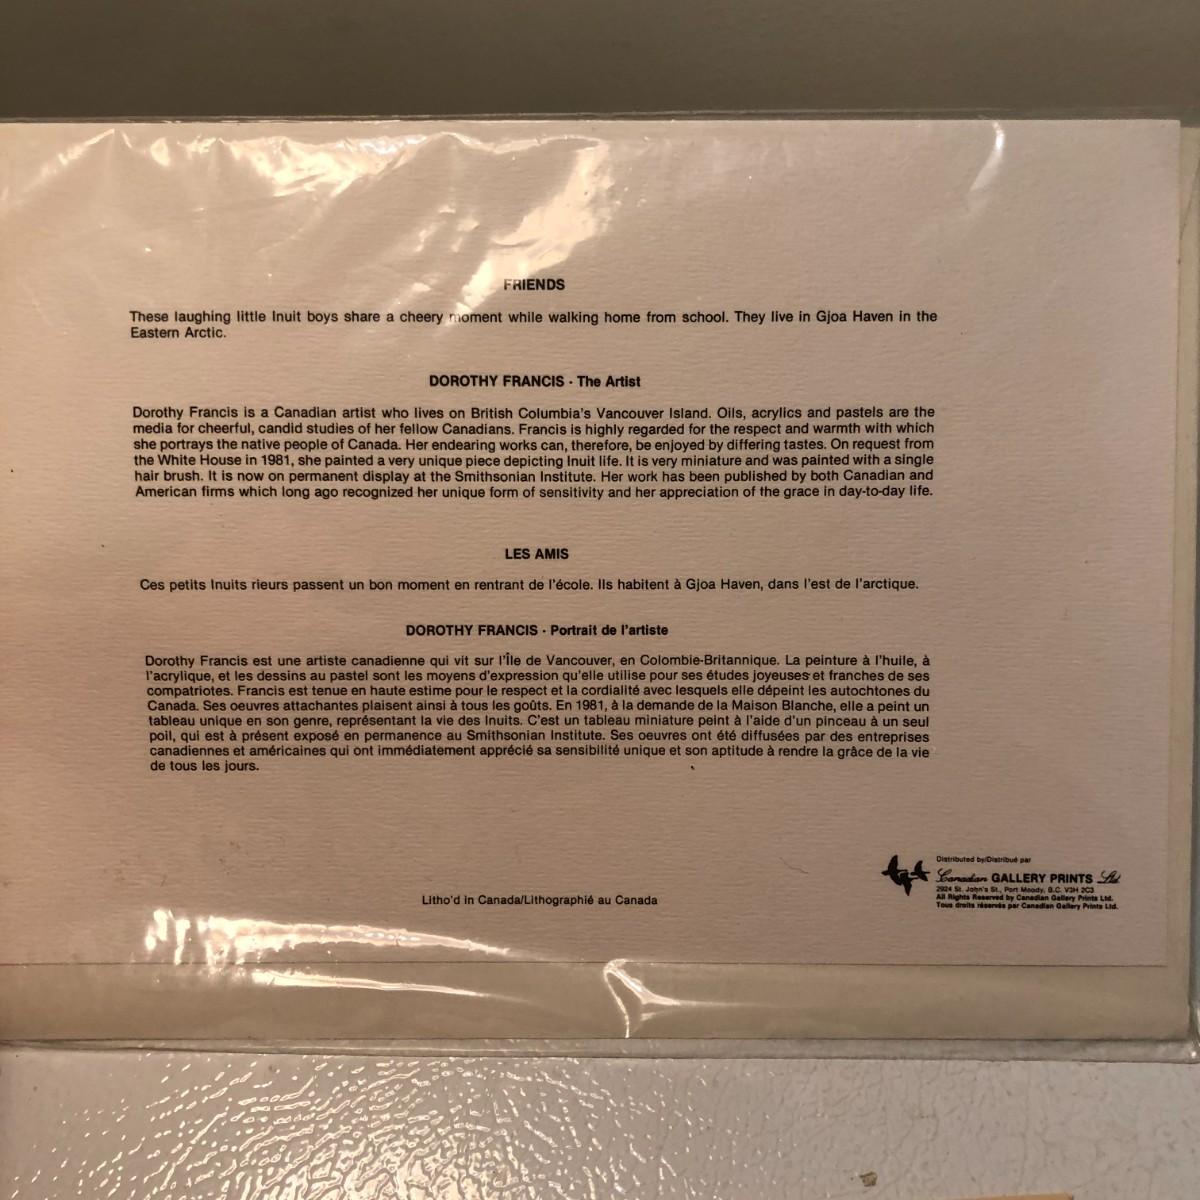 FRIENDS
These laughing little Inuit boys share a cheery moment while walking home from school. They live in Gjoa Haven in the
Eastern Arctic.
DOROTHY FRANCIS - The Artist
Dorothy Francis is a Canadian artist who lives on British Columbia's Vancouver Island. Oils, acrylics and pastels are the
media for cheerful, candid studies of her fellow Canadians. Francis is highly regarded for the respect and warmth with which
she portrays the native people of Canada. Her endearing works can, therefore, be enjoyed by differing tastes. On request from
the White House in 1981, she painted a very unique piece depicting Inuit life. It is very miniature and was painted with a single
hair brush. It is now on permanent display at the Smithsonian Institute. Her work has been published by both Canadian and
American firms which long ago recognized her unique form of sensitivity and her appreciation of the grace in day-to-day life.
LES AMIS
Ces petits Inuits rieurs passent un bon moment en rentrant de l'école. Ils habitent à Gjoa Haven, dans l'est de l'arctique.
DOROTHY FRANCIS - Portrait de l'artiste
Dorothy Francis est une artiste canadienne qui vit sur l'Île de Vancouver, en Colombie-Britannique. La peinture à l'huile, à
l'acrylique, et les dessins au pastel sont les moyens d'expression qu'elle utilise pour ses études joyeuses et franches de ses
compatriotes. Francis est tenue en haute estime pour le respect et la cordialité avec lesquels elle dépeint les autochtones du
Canada. Ses oeuvres attachantes plaisent ainsi à tous les goûts. En 1981, à la demande de la Maison Blanche, elle a peint un
tableau unique en son genre, représentant la vie des Inuits. C'est un tableau miniature peint à l'aide d'un pinceau à un seul
poil, qui est à présent exposé en permanence au Smithsonian Institute. Ses oeuvres ont été diffusées par des entreprises
canadiennes et américaines qui ont immédiatement apprécié sa sensibilité unique et son aptitude à rendre la grâce de la vie
de tous les jours.
Distributed by/Distribué par
Canadian GALLERY PRINTS Ltd
2924 St. John's St., Port Moody, B.C. V3H 2C3
All Rights Reserved by Canadian Gallery Prints Ltd.
Tous droits réservés par Canadian Gallery Prints Ltd.
Litho'd in Canada/Lithographié au Canada